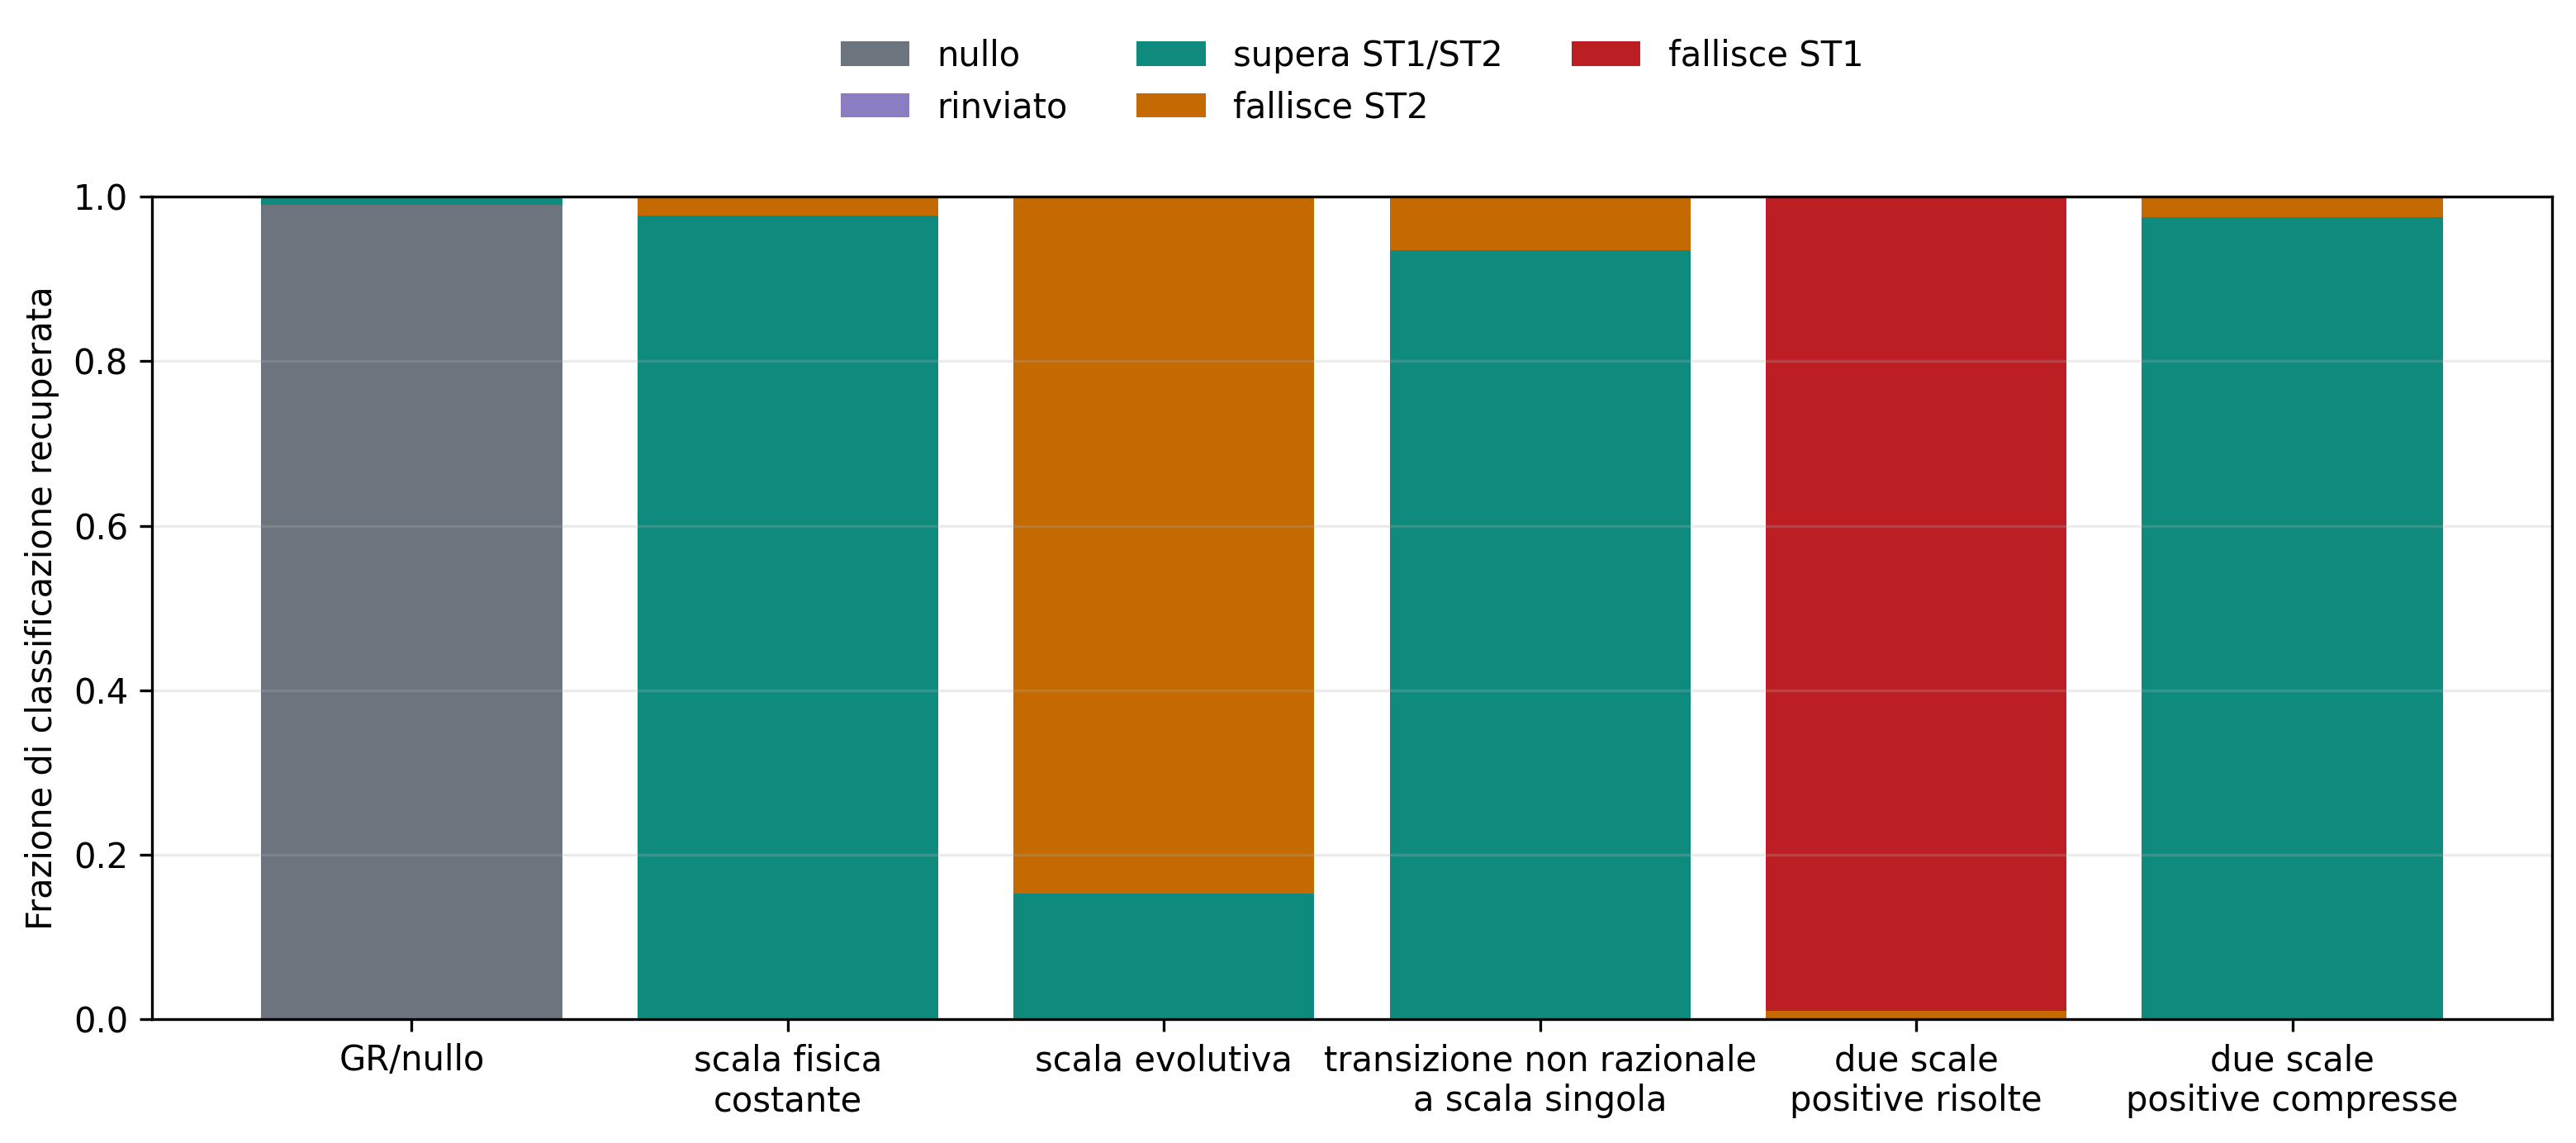 nullo
supera ST1/ST2
fallisce ST1
rinviato
fallisce ST2
Frazione di classificazione recuperata
1.0
0.8
0.6
0.4
0.2
0.0
GR/nullo
scala fisica
costante
scala evolutiva
transizione non razionale
a scala singola
due scale
positive risolte
due scale
positive compresse